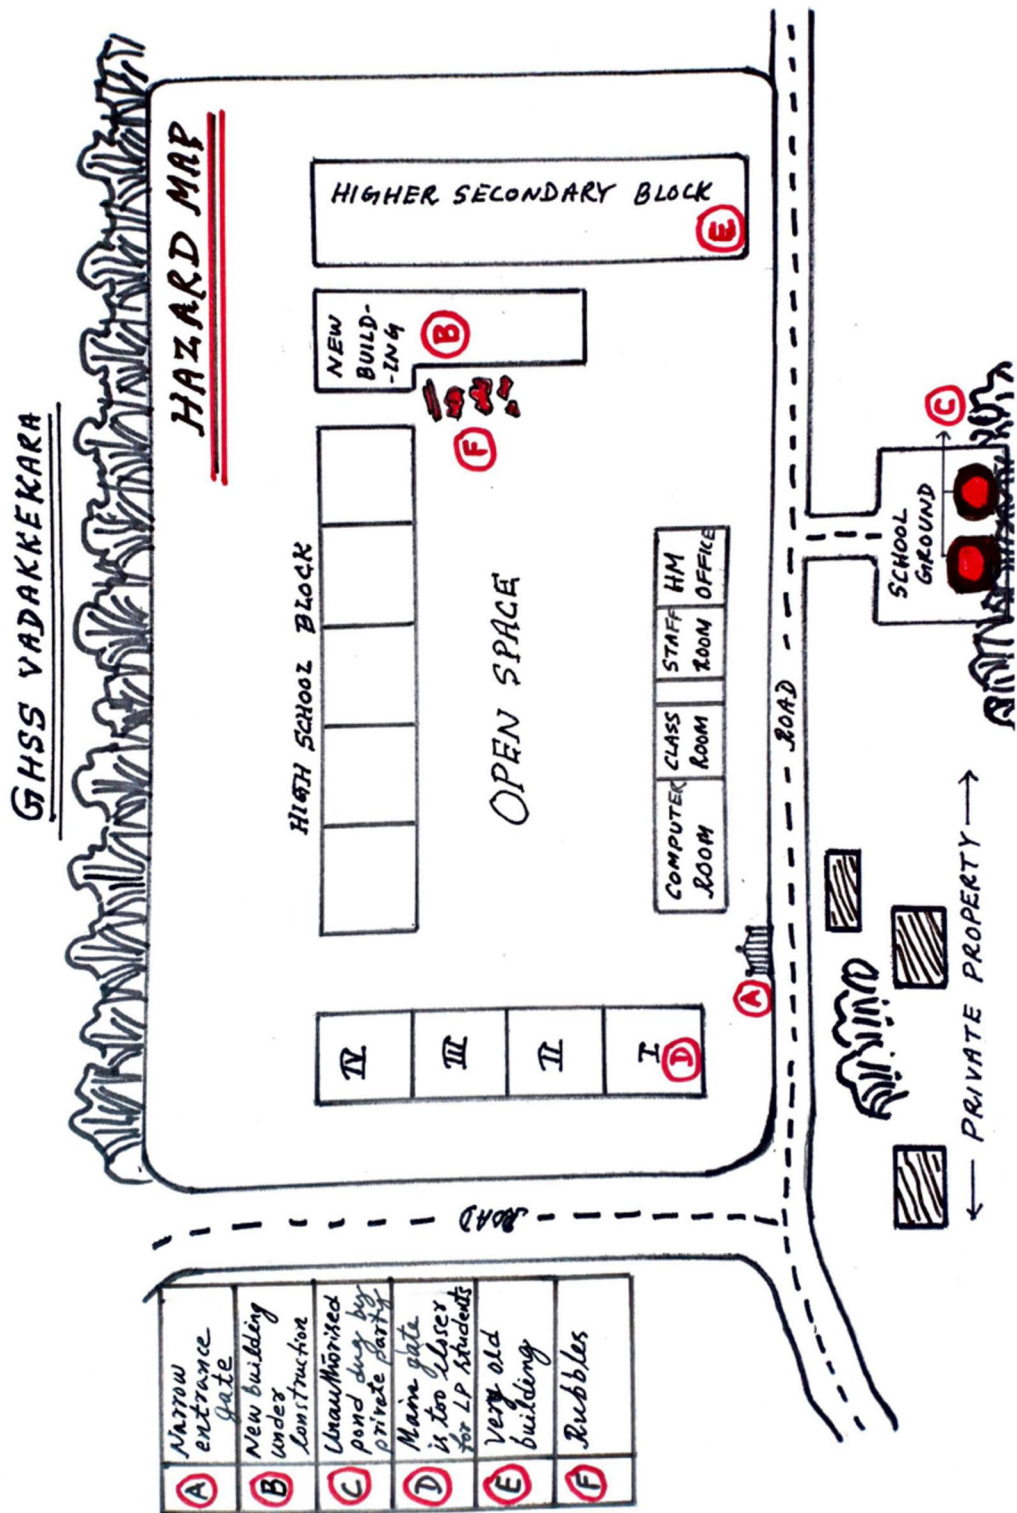 GHSS VADAKKEKARA
HAZARD MAP
HIGHER SECONDARY BLOCK
E
NEW
BUILD-
-ING
B
F
HIGH SCHOOL BLOCK
OPEN SPACE
COMPUTER
ROOM
CLASS
ROOM
STAFF
ROOM
HM
OFFICE
IV
III
II
I
D
A
ROAD
ROAD
SCHOOL
GROUND
C
PRIVATE PROPERTY
A Narrow
entrance
gate
B New building
under
construction
C Unauthorised
pond dug by
private party
D Main gate
is too closer
for LP students
E Very old
building
F Rubbles